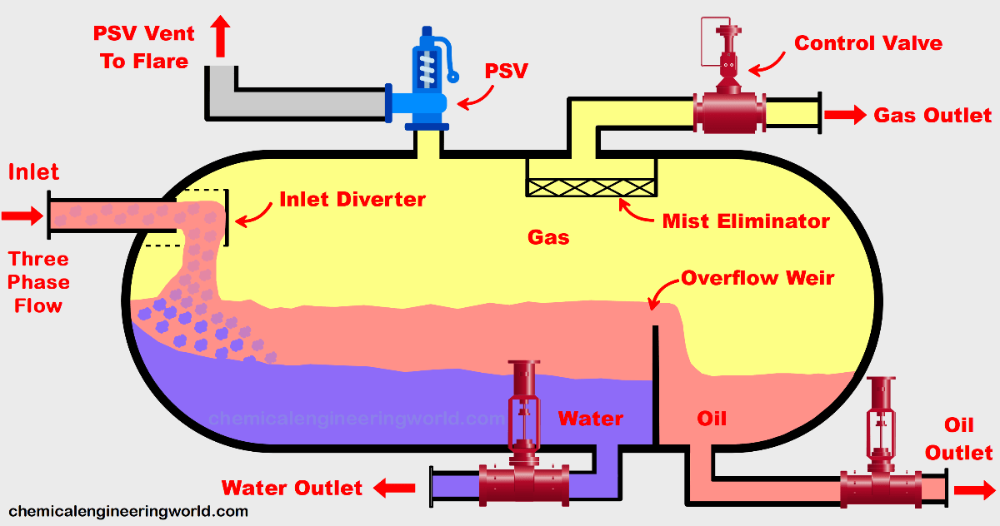 PSV Vent
To Flare
PSV
Control Valve
Gas Outlet
Inlet
Inlet Diverter
Mist Eliminator
Gas
Three
Phase
Flow
Overflow Weir
chemicalengineeringworld.com
Water
Oil
Oil
Outlet
Water Outlet
chemicalengineeringworld.com